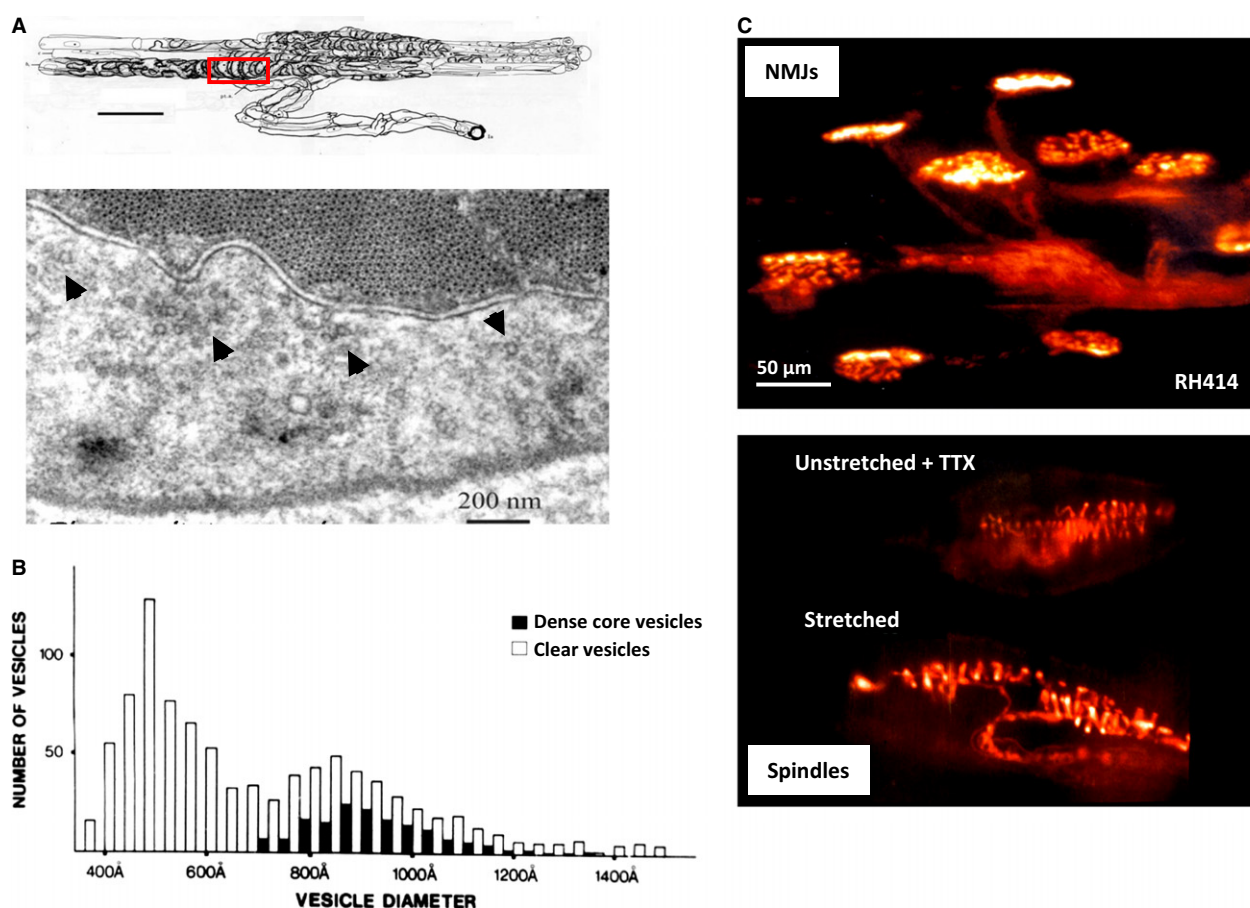 A
200 nm
B
NUMBER OF VESICLES
100
50
Dense core vesicles
Clear vesicles
400Å
600Å
800Å
1000Å
1200Å
1400Å
VESICLE DIAMETER
C
NMJs
50 µm
RH414
Unstretched + TTX
Stretched
Spindles